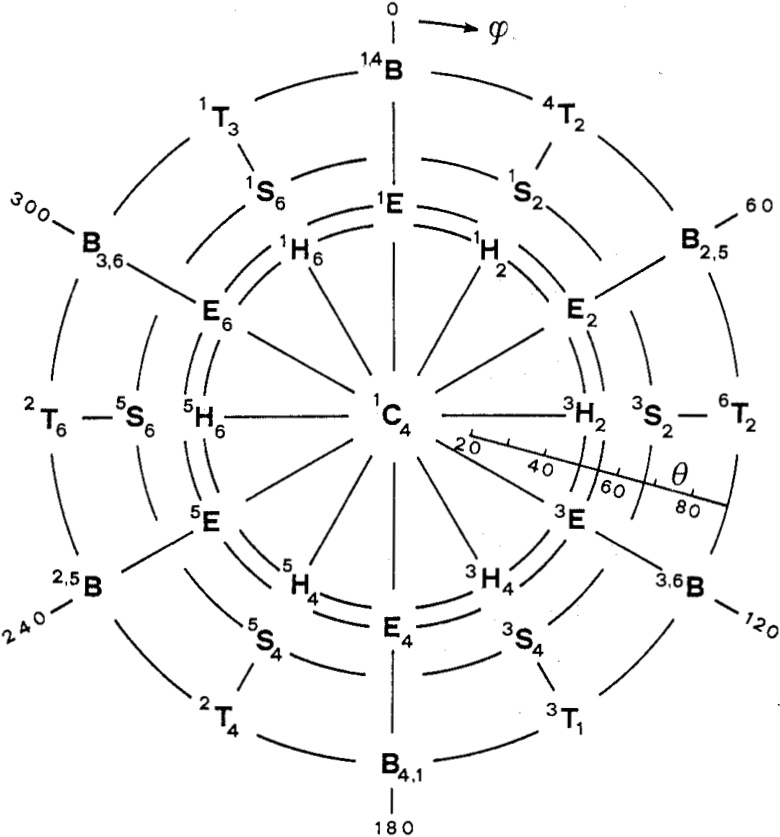 0
φ
¹,⁴B
¹T₃
⁴T₂
¹S₆
¹S₂
300
60
¹E
B₃,₆
B₂,₅
¹H₆
¹H₂
E₆
E₂
²T₆
⁵S₆
⁵H₆
¹C₄
³H₂
³S₂
⁶T₂
20
40
60
80
θ
⁵E
³E
²,⁵B
⁵H₄
³H₄
³,⁶B
240
120
⁵S₄
E₄
³S₄
²T₄
³T₁
B₄,₁
180